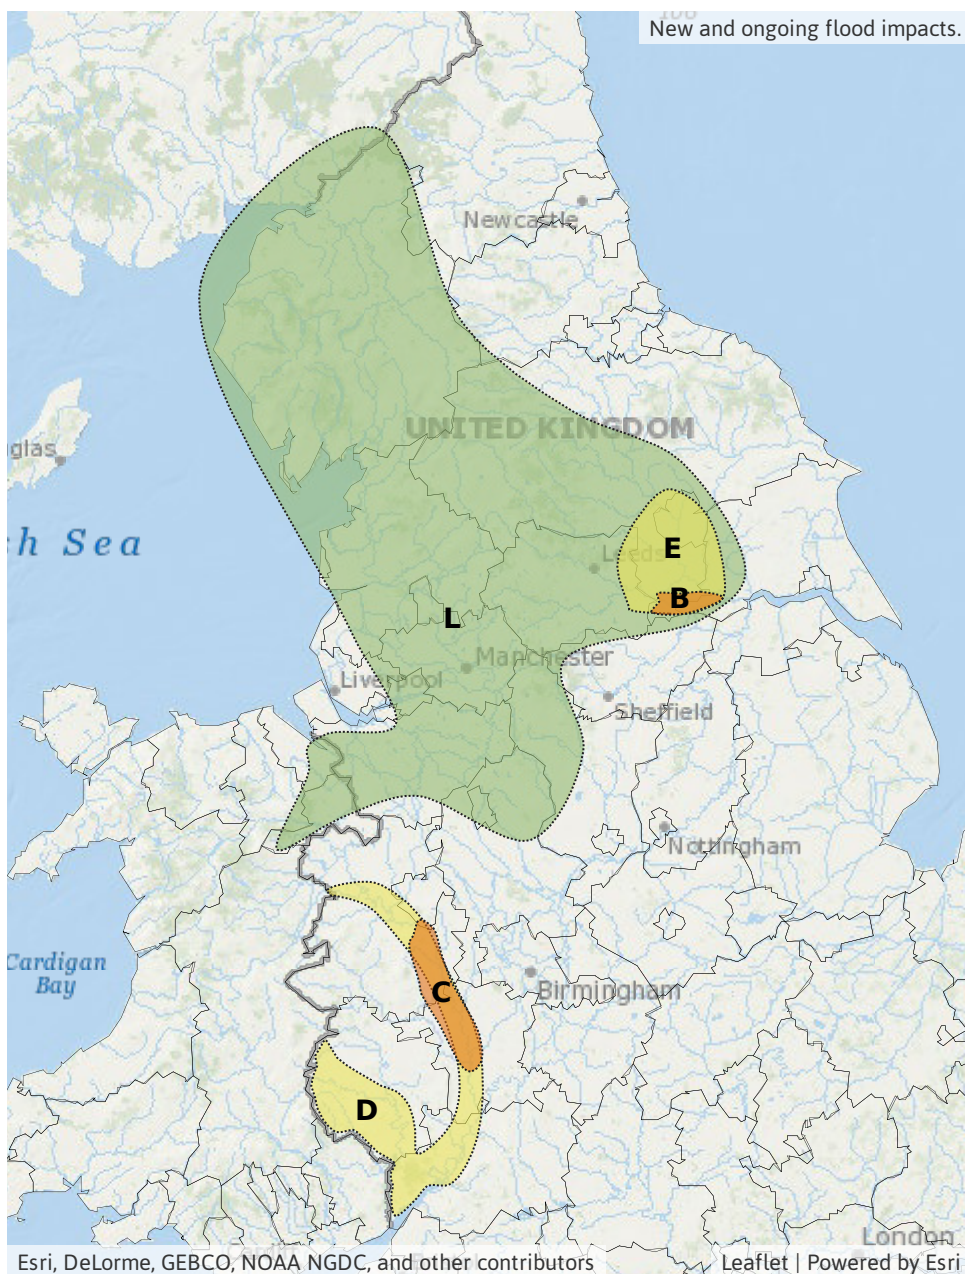 New and ongoing flood impacts.
Newcastle
UNITED KINGDOM
glas
h Sea
E
Leeds
B
L
Manchester
Liverpool
Sheffield
Nottingham
Cardigan
Bay
C
Birmingham
D
London
Cardiff
Esri, DeLorme, GEBCO, NOAA NGDC, and other contributors
Leaflet | Powered by Esri